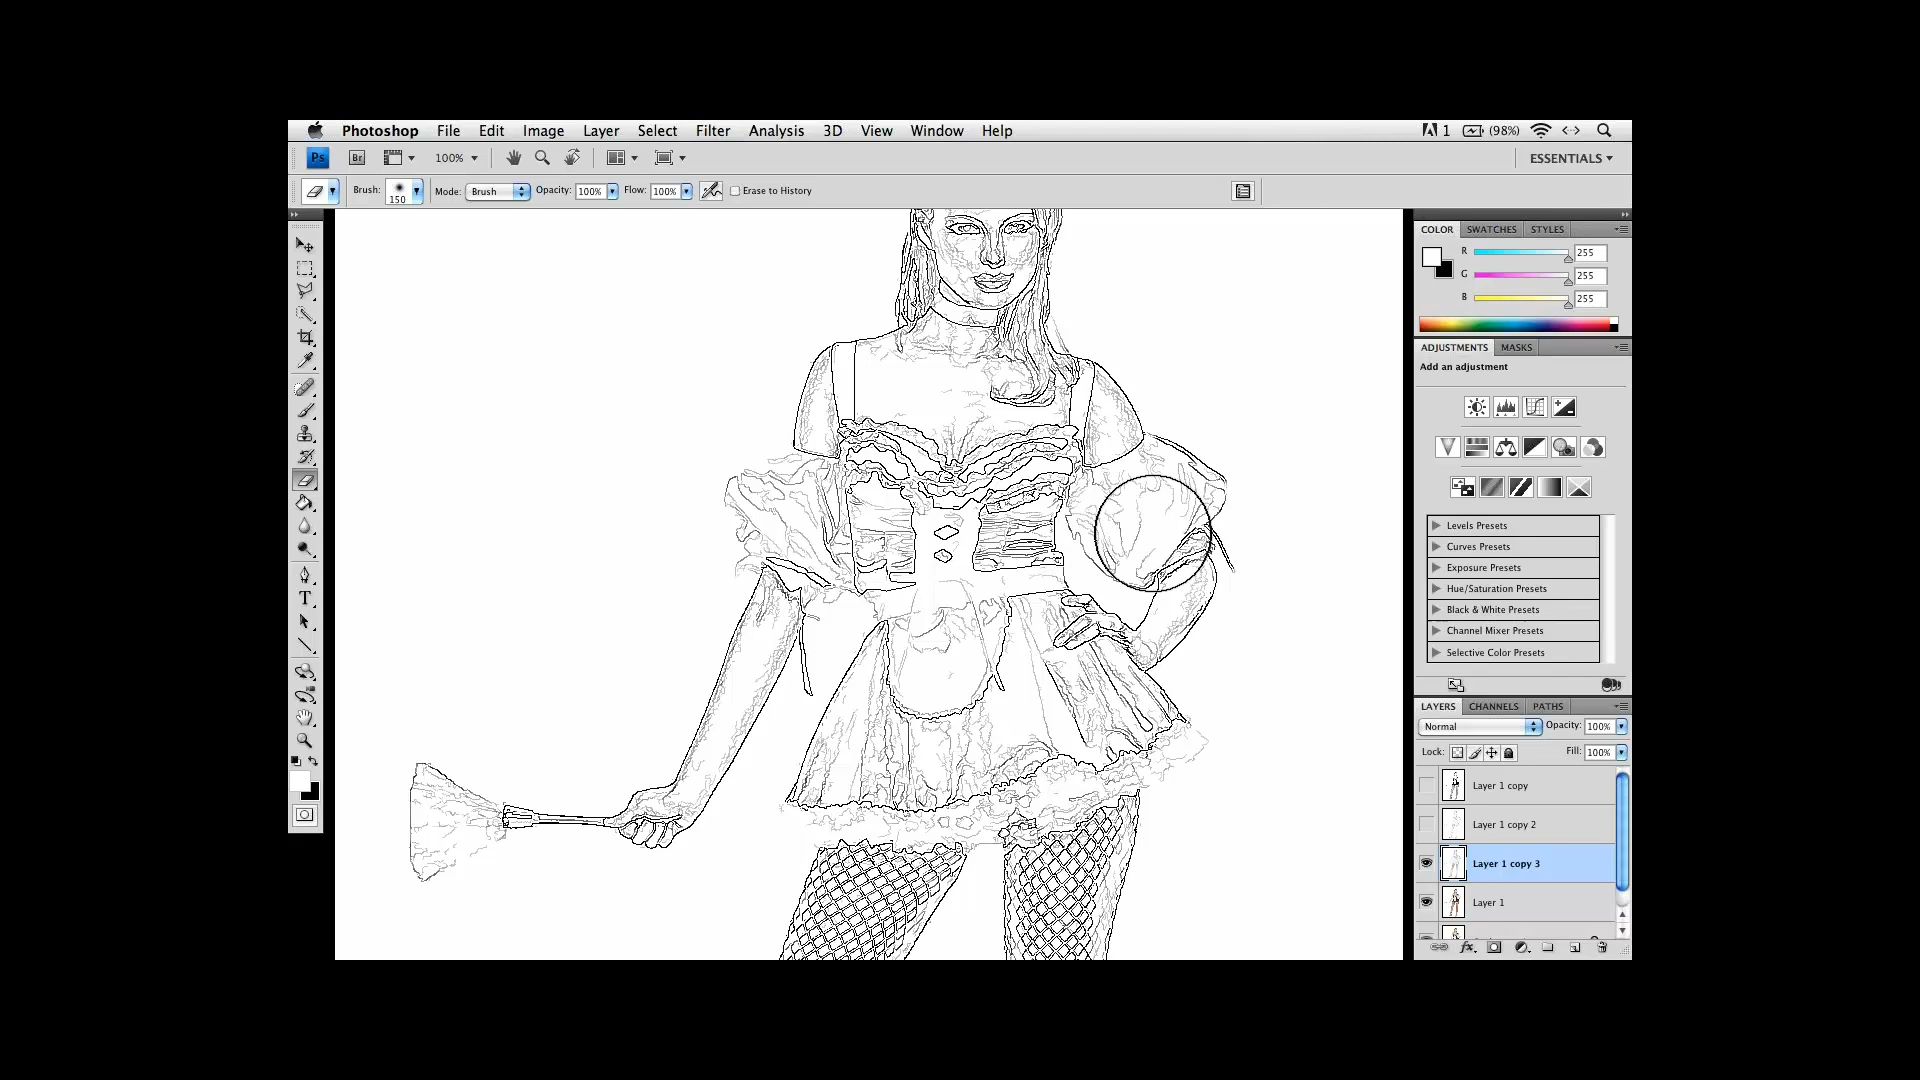 Photoshop File Edit Image Layer Select Filter Analysis 3D View Window Help 1 (98%)
Ps Br 100% ESSENTIALS
Brush: 150 Mode: Brush Opacity: 100% Flow: 100% Erase to History
COLOR SWATCHES STYLES
R 255
G 255
B 255
ADJUSTMENTS MASKS
Add an adjustment
Levels Presets
Curves Presets
Exposure Presets
Hue/Saturation Presets
Black & White Presets
Channel Mixer Presets
Selective Color Presets
LAYERS CHANNELS PATHS
Normal Opacity: 100%
Lock: Fill: 100%
Layer 1 copy
Layer 1 copy 2
Layer 1 copy 3
Layer 1
fx
T